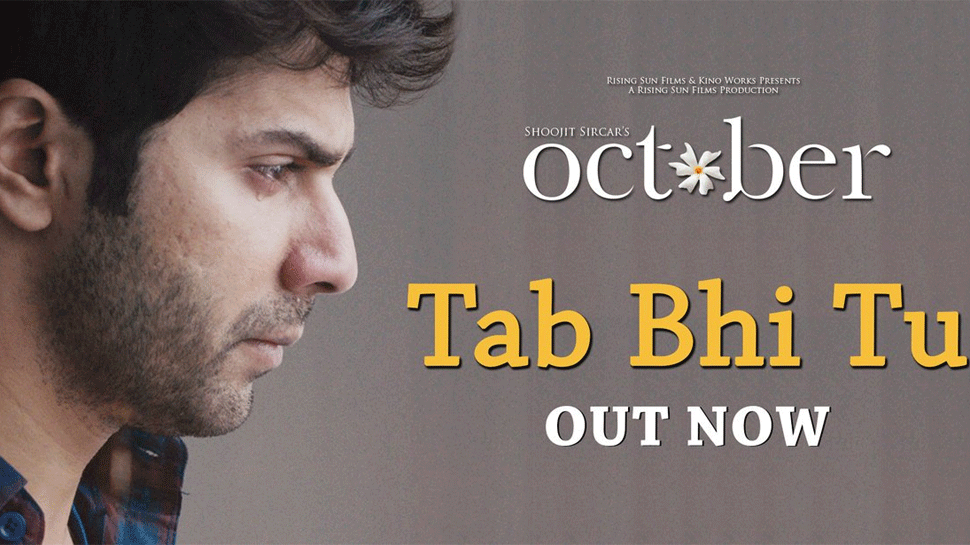 RISING SUN FILMS & KINO WORKS PRESENTS
A RISING SUN FILMS PRODUCTION
SHOOJIT SIRCAR'S
october
Tab Bhi Tu
OUT NOW